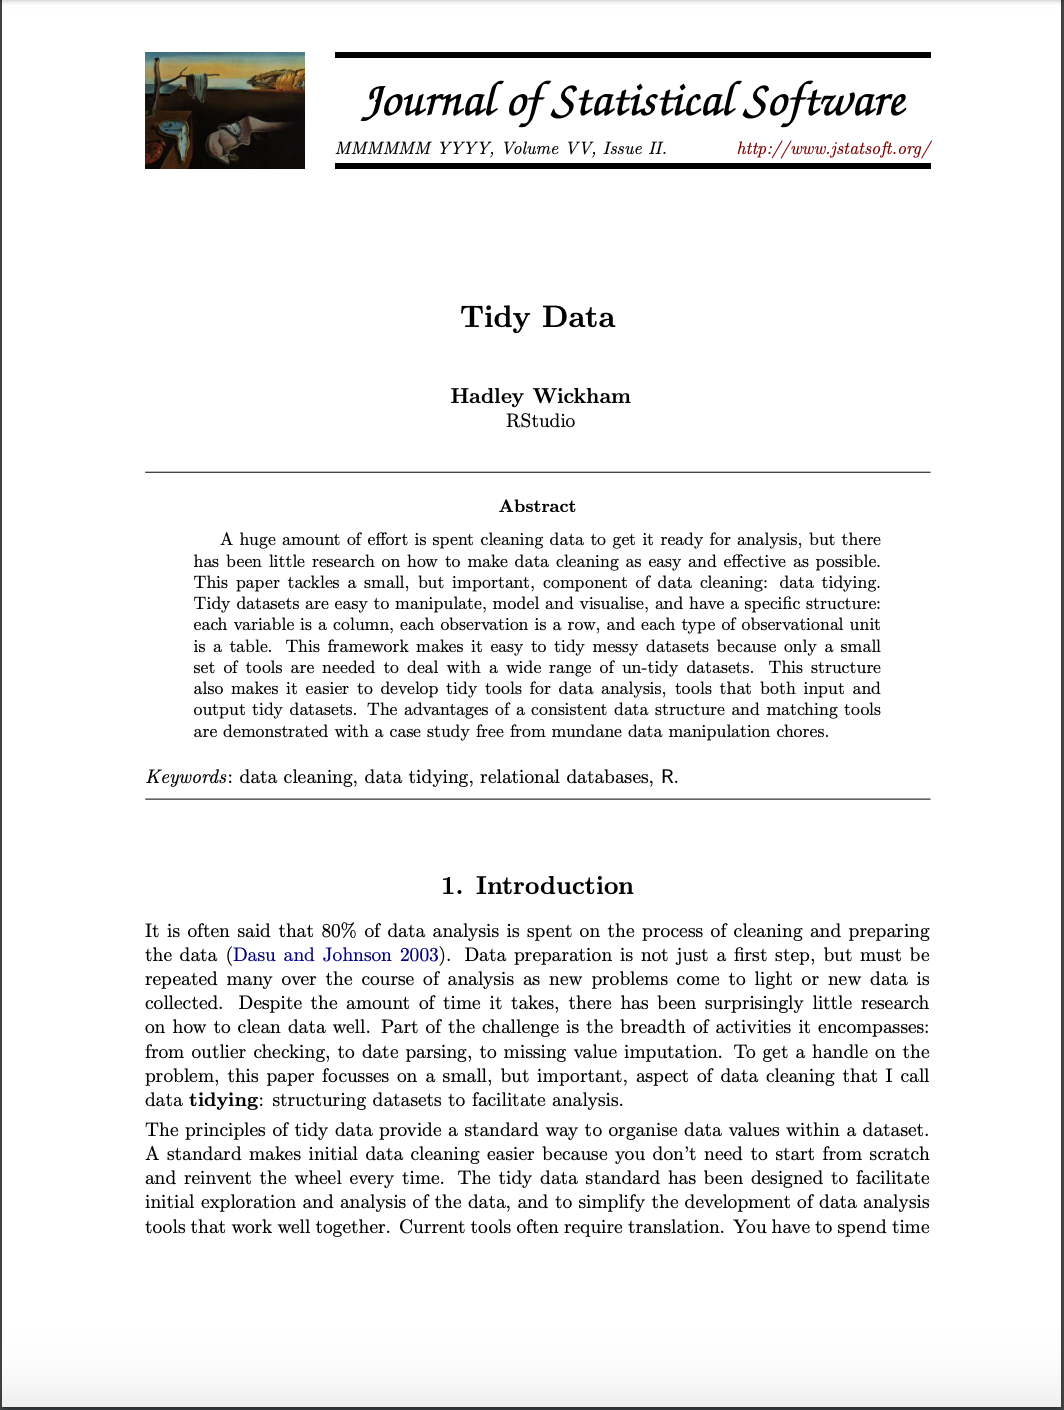 Journal of Statistical Software
MMMMMM YYYY, Volume VV, Issue II.
http://www.jstatsoft.org/
Tidy Data
Hadley Wickham
RStudio
Abstract
A huge amount of effort is spent cleaning data to get it ready for analysis, but there
has been little research on how to make data cleaning as easy and effective as possible.
This paper tackles a small, but important, component of data cleaning: data tidying.
Tidy datasets are easy to manipulate, model and visualise, and have a specific structure:
each variable is a column, each observation is a row, and each type of observational unit
is a table. This framework makes it easy to tidy messy datasets because only a small
set of tools are needed to deal with a wide range of un-tidy datasets. This structure
also makes it easier to develop tidy tools for data analysis, tools that both input and
output tidy datasets. The advantages of a consistent data structure and matching tools
are demonstrated with a case study free from mundane data manipulation chores.
Keywords: data cleaning, data tidying, relational databases, R.
1. Introduction
It is often said that 80% of data analysis is spent on the process of cleaning and preparing
the data (Dasu and Johnson 2003). Data preparation is not just a first step, but must be
repeated many over the course of analysis as new problems come to light or new data is
collected. Despite the amount of time it takes, there has been surprisingly little research
on how to clean data well. Part of the challenge is the breadth of activities it encompasses:
from outlier checking, to date parsing, to missing value imputation. To get a handle on the
problem, this paper focusses on a small, but important, aspect of data cleaning that I call
data tidying: structuring datasets to facilitate analysis.
The principles of tidy data provide a standard way to organise data values within a dataset.
A standard makes initial data cleaning easier because you don't need to start from scratch
and reinvent the wheel every time. The tidy data standard has been designed to facilitate
initial exploration and analysis of the data, and to simplify the development of data analysis
tools that work well together. Current tools often require translation. You have to spend time